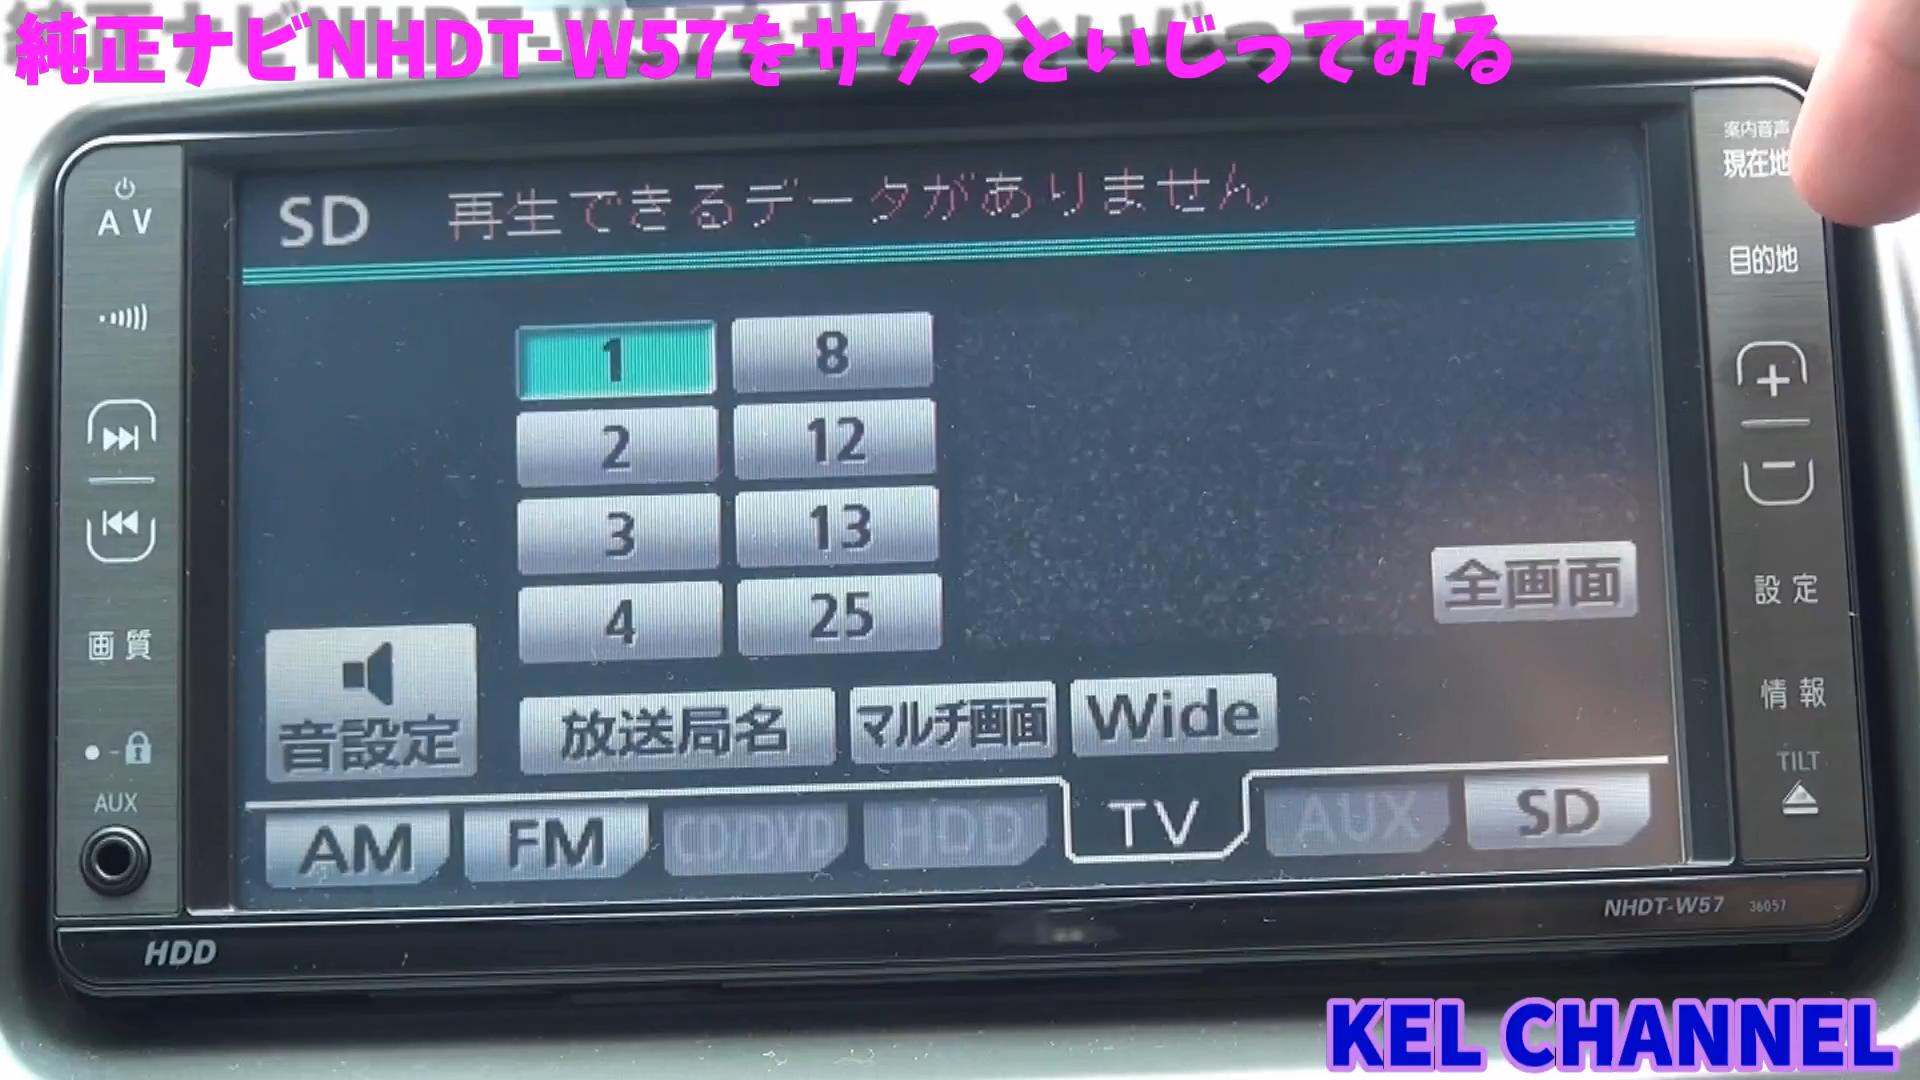 純正ナビNHDT-W57をサクっといじってみる
AV
画質
AUX
HDD
SD 再生できるデータがありません
1 8
2 12
3 13
4 25
全画面
音設定 放送局名 マルチ画面 Wide
AM FM CD/DVD HDD TV AUX SD
案内音声
現在地
目的地
+
-
設定
情報
TILT
NHDT-W57 36057
KEL CHANNEL